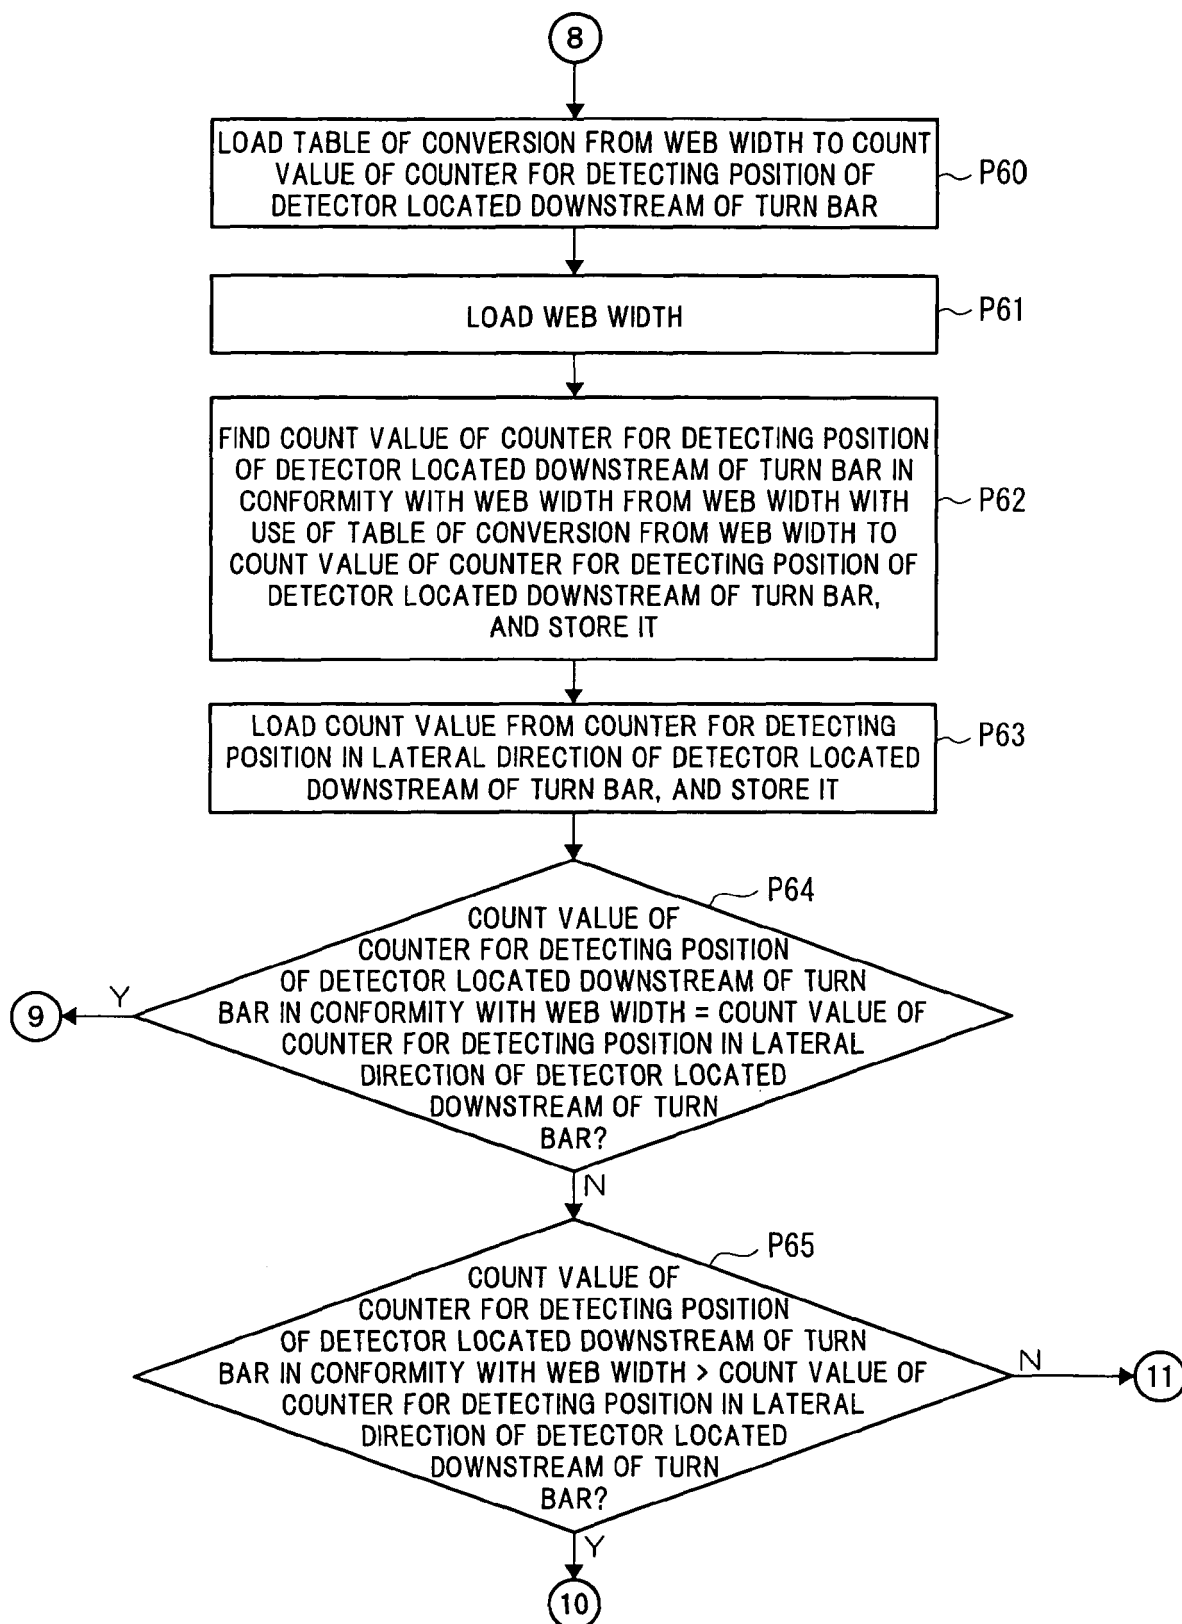 8
LOAD TABLE OF CONVERSION FROM WEB WIDTH TO COUNT
VALUE OF COUNTER FOR DETECTING POSITION OF
DETECTOR LOCATED DOWNSTREAM OF TURN BAR
P60
LOAD WEB WIDTH
P61
FIND COUNT VALUE OF COUNTER FOR DETECTING POSITION
OF DETECTOR LOCATED DOWNSTREAM OF TURN BAR IN
CONFORMITY WITH WEB WIDTH FROM WEB WIDTH WITH
USE OF TABLE OF CONVERSION FROM WEB WIDTH TO
COUNT VALUE OF COUNTER FOR DETECTING POSITION OF
DETECTOR LOCATED DOWNSTREAM OF TURN BAR,
AND STORE IT
P62
LOAD COUNT VALUE FROM COUNTER FOR DETECTING
POSITION IN LATERAL DIRECTION OF DETECTOR LOCATED
DOWNSTREAM OF TURN BAR, AND STORE IT
P63
P64
COUNT VALUE OF
COUNTER FOR DETECTING POSITION
OF DETECTOR LOCATED DOWNSTREAM OF TURN
BAR IN CONFORMITY WITH WEB WIDTH = COUNT VALUE OF
COUNTER FOR DETECTING POSITION IN LATERAL
DIRECTION OF DETECTOR LOCATED
DOWNSTREAM OF TURN
BAR?
Y
9
N
P65
COUNT VALUE OF
COUNTER FOR DETECTING POSITION
OF DETECTOR LOCATED DOWNSTREAM OF TURN
BAR IN CONFORMITY WITH WEB WIDTH > COUNT VALUE OF
COUNTER FOR DETECTING POSITION IN LATERAL
DIRECTION OF DETECTOR LOCATED
DOWNSTREAM OF TURN
BAR?
N
11
Y
10